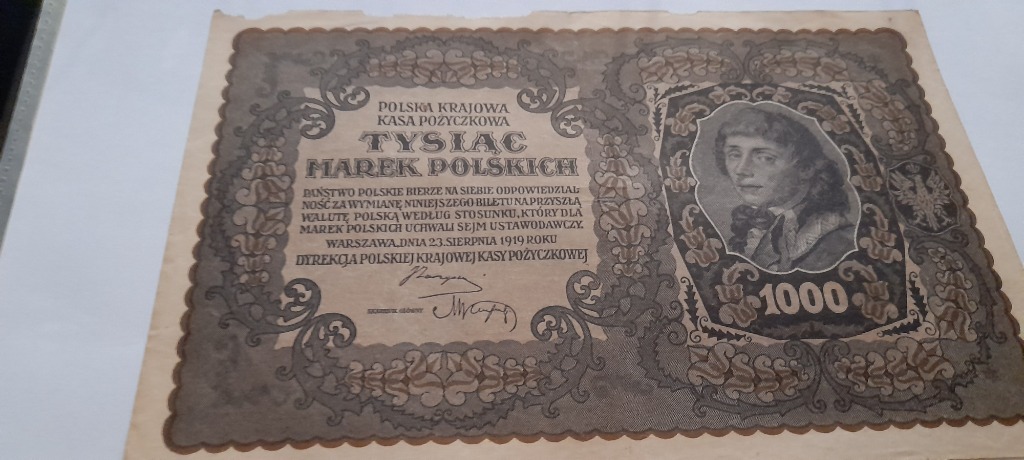 POLSKA KRAJOWA
KASA POŻYCZKOWA
TYSIĄC
MAREK POLSKICH
PAŃSTWO POLSKIE BIERZE NA SIEBIE ODPOWIEDZIAL
NOŚĆ ZA WYMIANĘ NINIEJSZEGO BILETU NA PRZYSZŁĄ
WALUTĘ POLSKĄ WEDŁUG STOSUNKU, KTÓRY DLA
MAREK POLSKICH UCHWALI SEJM USTAWODAWCZY.
WARSZAWA, DNIA 23. SIERPNIA 1919 ROKU
DYREKCJA POLSKIEJ KRAJOWEJ KASY POŻYCZKOWEJ
SKARBNIK GŁÓWNY
1000